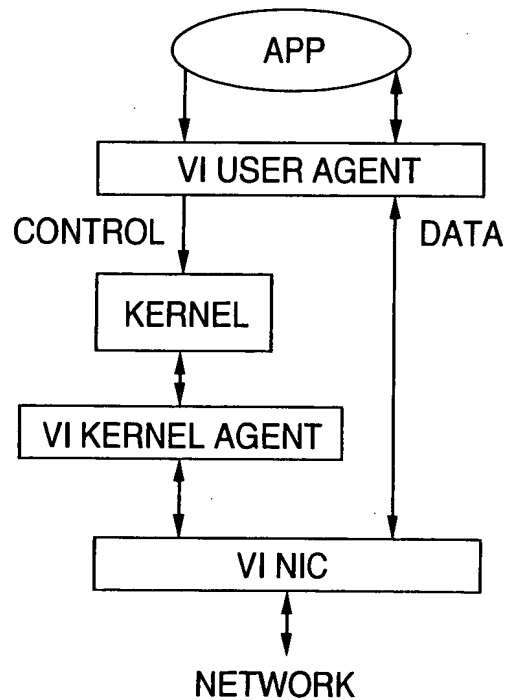 APP
VI USER AGENT
CONTROL
DATA
KERNEL
VI KERNEL AGENT
VI NIC
NETWORK